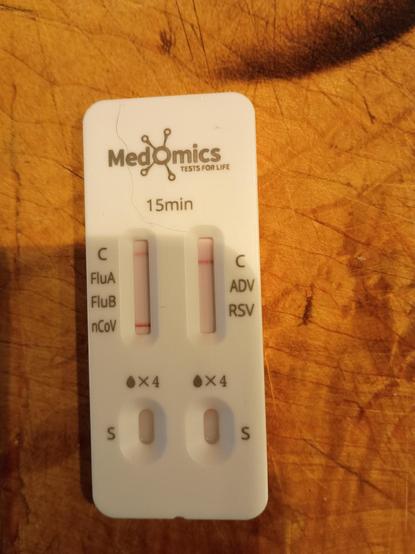 MedOmics
TESTS FOR LIFE
15min
C
FluA
FluB
nCoV
C
ADV
RSV
×4
×4
S
S